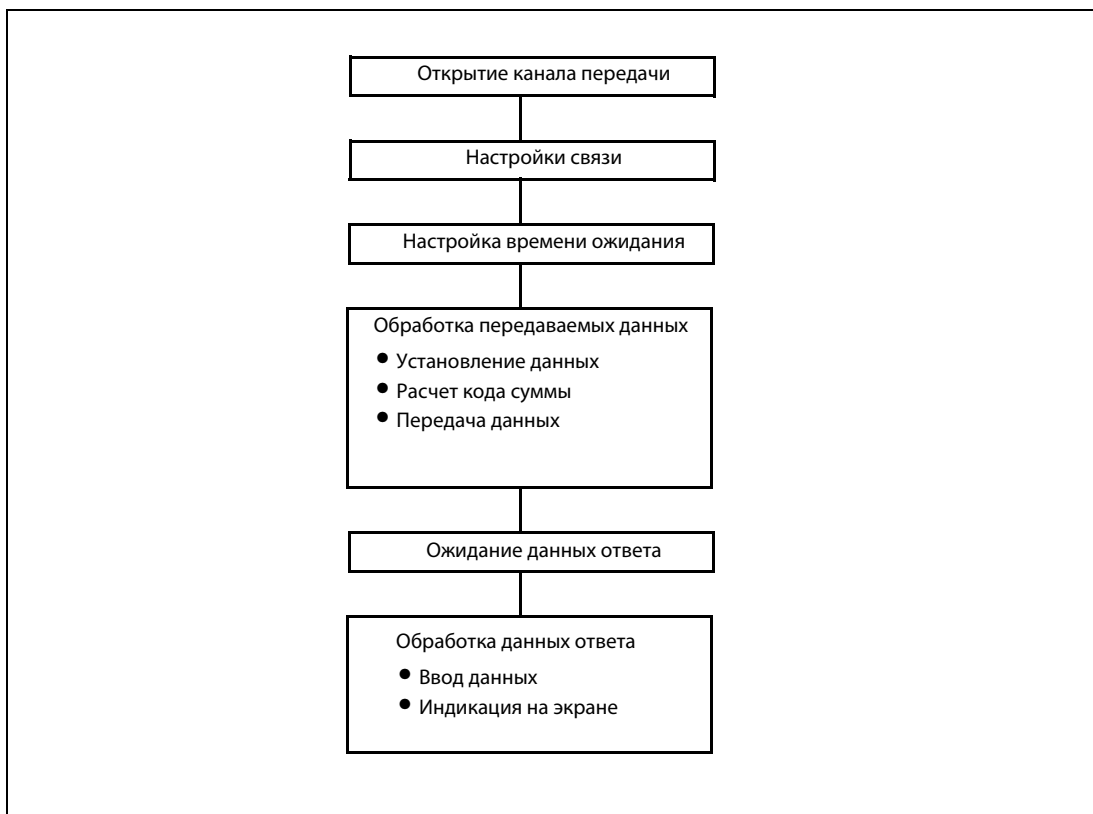 Открытие канала передачи
Настройки связи
Настройка времени ожидания
Обработка передаваемых данных
● Установление данных
● Расчет кода суммы
● Передача данных
Ожидание данных ответа
Обработка данных ответа
● Ввод данных
● Индикация на экране